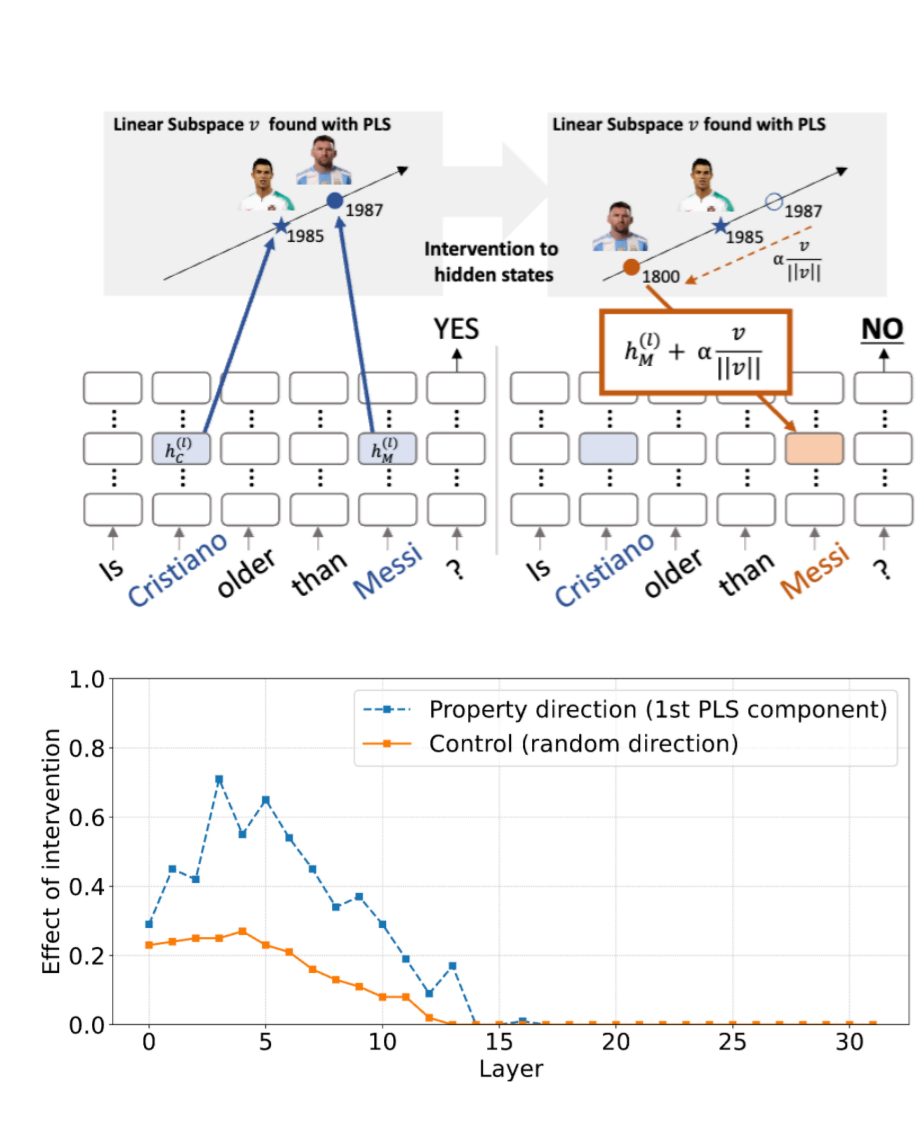 Linear Subspace v found with PLS
1987
1985
Linear Subspace v found with PLS
1987
1985
α v/||v||
1800
Intervention to
hidden states
YES
NO
h_M^(l) + α v/||v||
h_C^(l)
h_M^(l)
Is Cristiano older than Messi ?
Is Cristiano older than Messi ?
Effect of intervention
1.0
0.8
0.6
0.4
0.2
0.0
Property direction (1st PLS component)
Control (random direction)
0 5 10 15 20 25 30
Layer